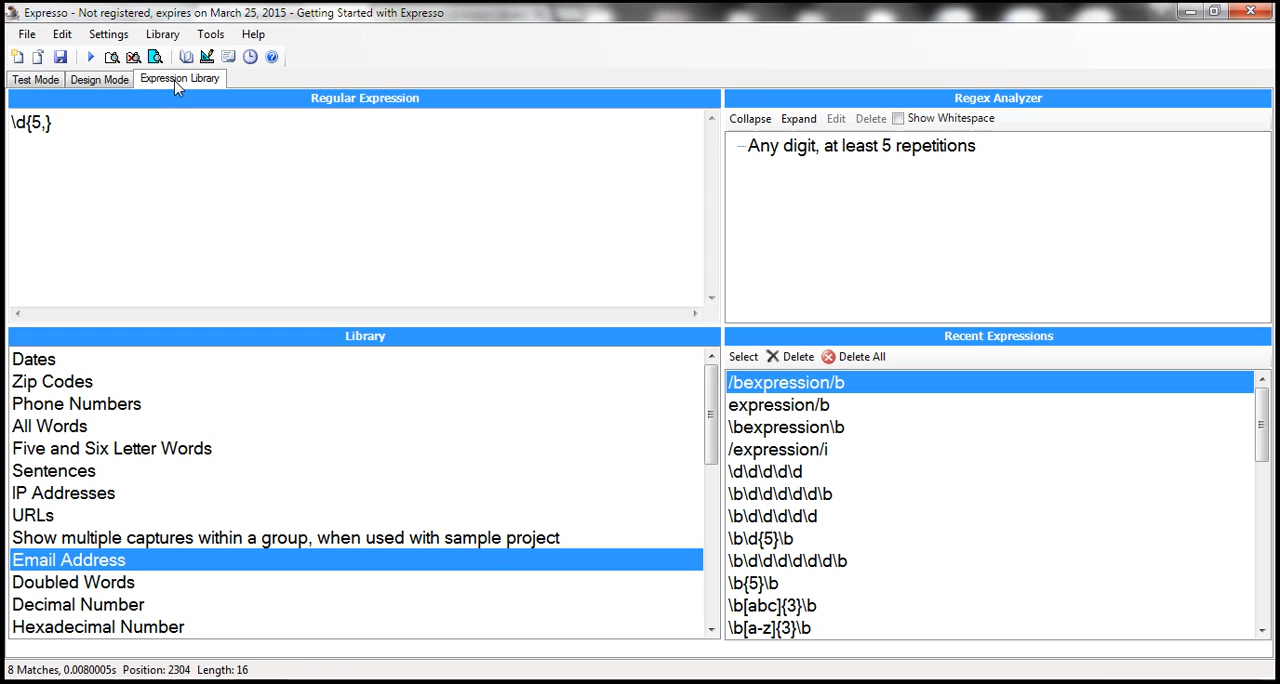 Expresso - Not registered, expires on March 25, 2015 - Getting Started with Expresso
File Edit Settings Library Tools Help
Test Mode Design Mode Expression Library
Regular Expression
\d{5,}
Regex Analyzer
Collapse Expand Edit Delete Show Whitespace
Any digit, at least 5 repetitions
Library
Dates
Zip Codes
Phone Numbers
All Words
Five and Six Letter Words
Sentences
IP Addresses
URLs
Show multiple captures within a group, when used with sample project
Email Address
Doubled Words
Decimal Number
Hexadecimal Number
Recent Expressions
Select Delete Delete All
/bexpression/b
expression/b
\bexpression\b
/expression/i
\d\d\d\d\d
\b\d\d\d\d\d\b
\b\d\d\d\d\d
\b\d{5}\b
\b\d\d\d\d\d\d\b
\b{5}\b
\b[abc]{3}\b
\b[a-z]{3}\b
8 Matches, 0.0080005s Position: 2304 Length: 16